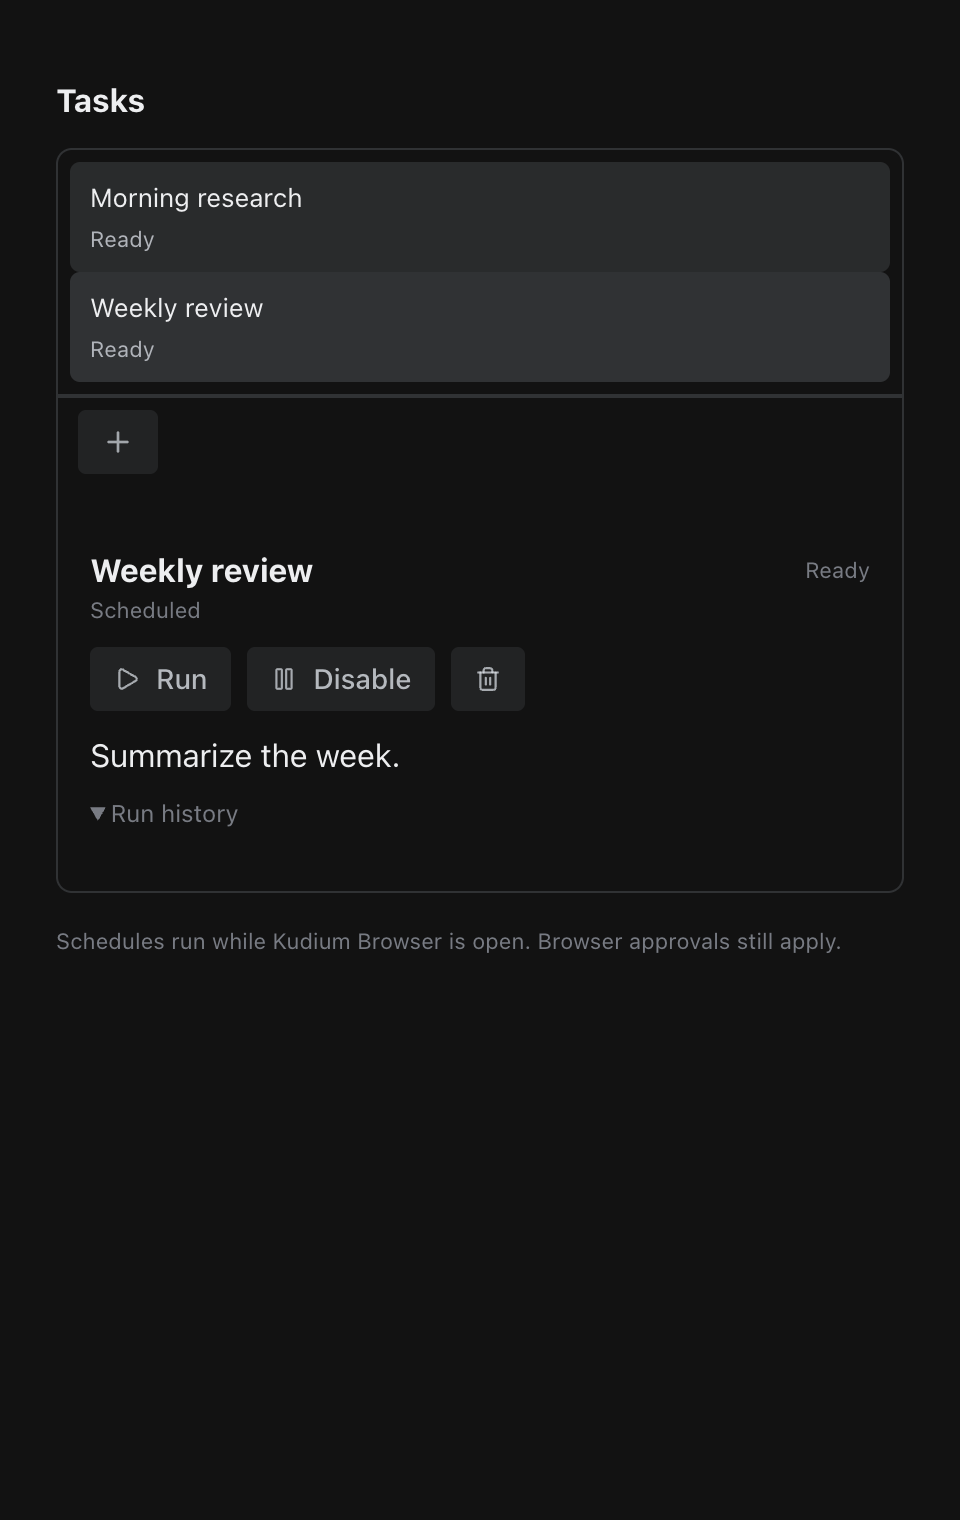 Tasks
Morning research
Ready
Weekly review
Ready
Weekly review
Ready
Scheduled
Run
Disable
Summarize the week.
Run history
Schedules run while Kudium Browser is open. Browser approvals still apply.